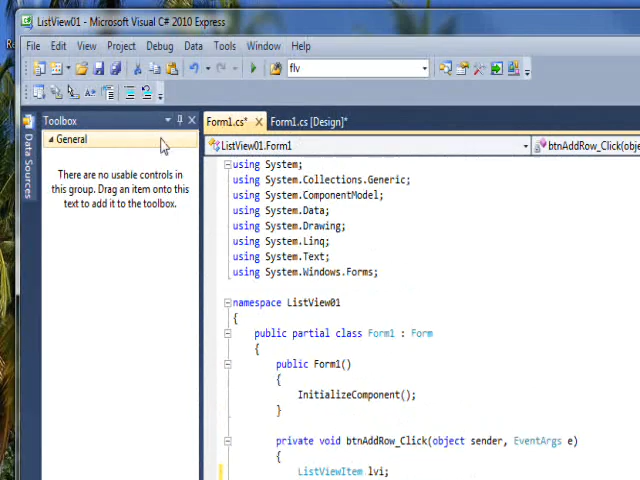 ListView01 - Microsoft Visual C# 2010 Express
File Edit View Project Debug Data Tools Window Help
flv
Toolbox
Form1.cs* Form1.cs [Design]*
General
ListView01.Form1 btnAddRow_Click(obje
Data Sources
There are no usable controls in
this group. Drag an item onto this
text to add it to the toolbox.
using System;
using System.Collections.Generic;
using System.ComponentModel;
using System.Data;
using System.Drawing;
using System.Linq;
using System.Text;
using System.Windows.Forms;
namespace ListView01
{
public partial class Form1 : Form
{
public Form1()
{
InitializeComponent();
}
private void btnAddRow_Click(object sender, EventArgs e)
{
ListViewItem lvi;